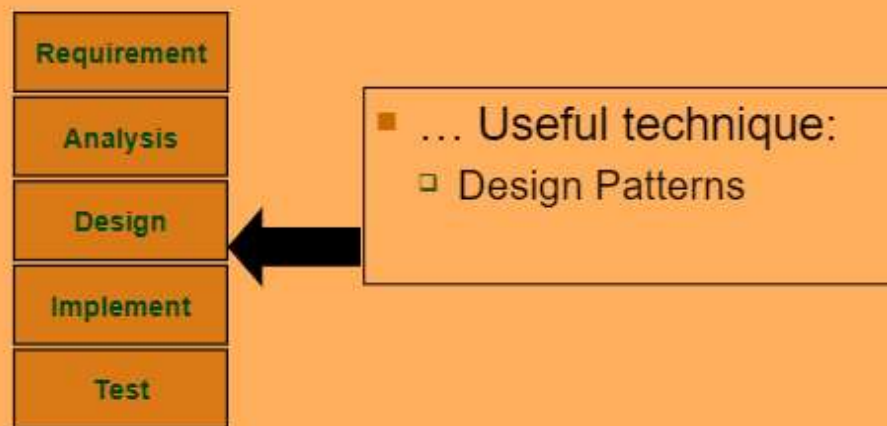 Requirement
Analysis
Design
Implement
Test
… Useful technique:
Design Patterns